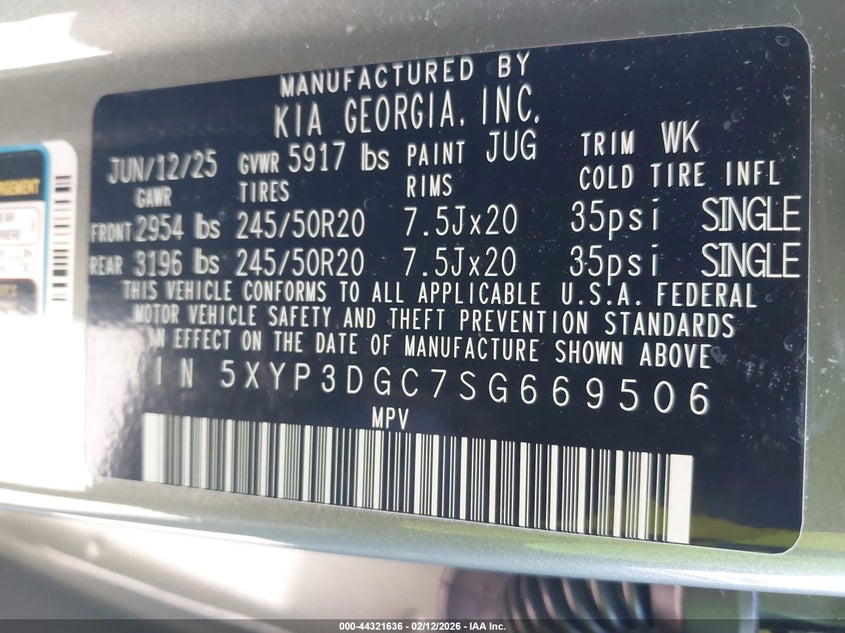 MANUFACTURED BY
KIA GEORGIA, INC.
JUN/12/25 GVWR 5917 lbs PAINT JUG TRIM WK
GAWR TIRES RIMS COLD TIRE INFL
FRONT 2954 lbs 245/50R20 7.5Jx20 35psi SINGLE
REAR 3196 lbs 245/50R20 7.5Jx20 35psi SINGLE
THIS VEHICLE CONFORMS TO ALL APPLICABLE U.S.A. FEDERAL
MOTOR VEHICLE SAFETY AND THEFT PREVENTION STANDARDS
IN EFFECT ON THE DATE OF MANUFACTURE SHOWN ABOVE
VIN 5XYP3DGC7SG669506
MPV
000-44321636 - 02/12/2026 - IAA Inc.